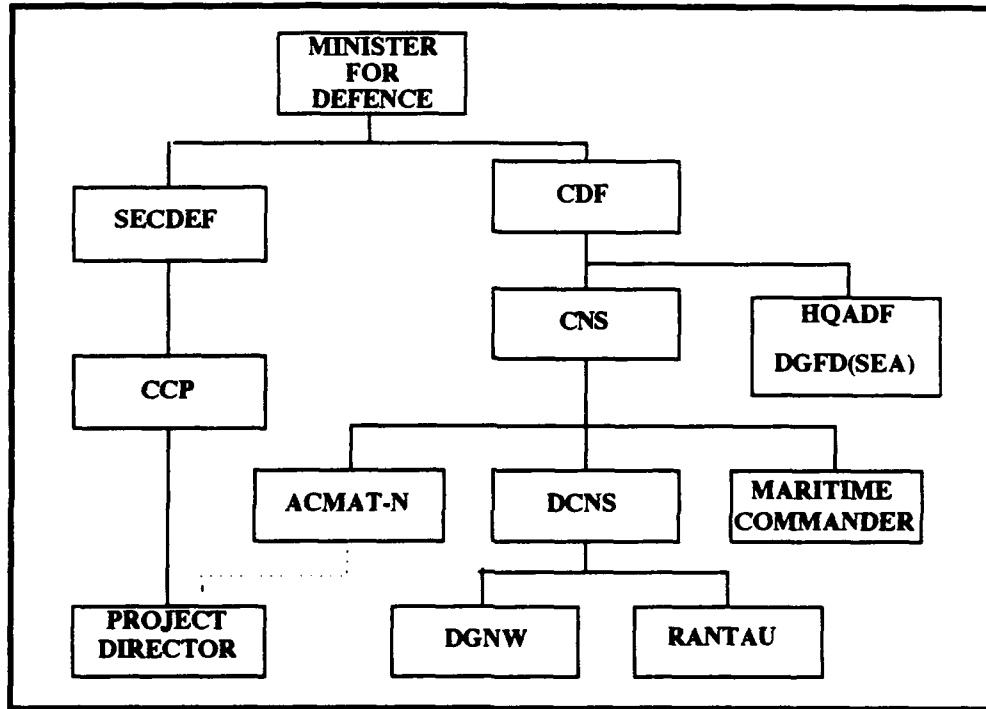 MINISTER
FOR
DEFENCE
SECDEF
CDF
CNS
HQADF
DGFD(SEA)
CCP
ACMAT-N
DCNS
MARITIME
COMMANDER
PROJECT
DIRECTOR
DGNW
RANTAU